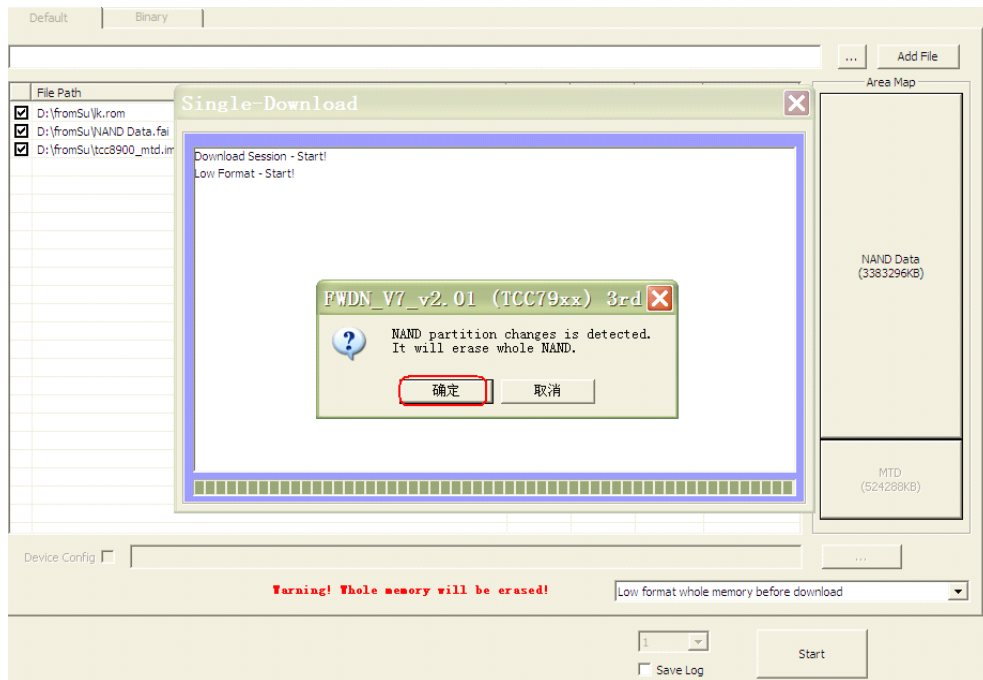 Default
Binary
...
Add File
File Path
Area Map
D:\fromSu\lk.rom
D:\fromSu\NAND Data.fai
D:\fromSu\tcc8900_mtd.im
Single-Download
Download Session - Start!
Low Format - Start!
FWDN_V7_v2.01 (TCC79xx) 3rd
NAND partition changes is detected.
It will erase whole NAND.
确定
取消
NAND Data
(3383296KB)
MTD
(524288KB)
Device Config
...
Warning! Whole memory will be erased!
Low format whole memory before download
1
Save Log
Start